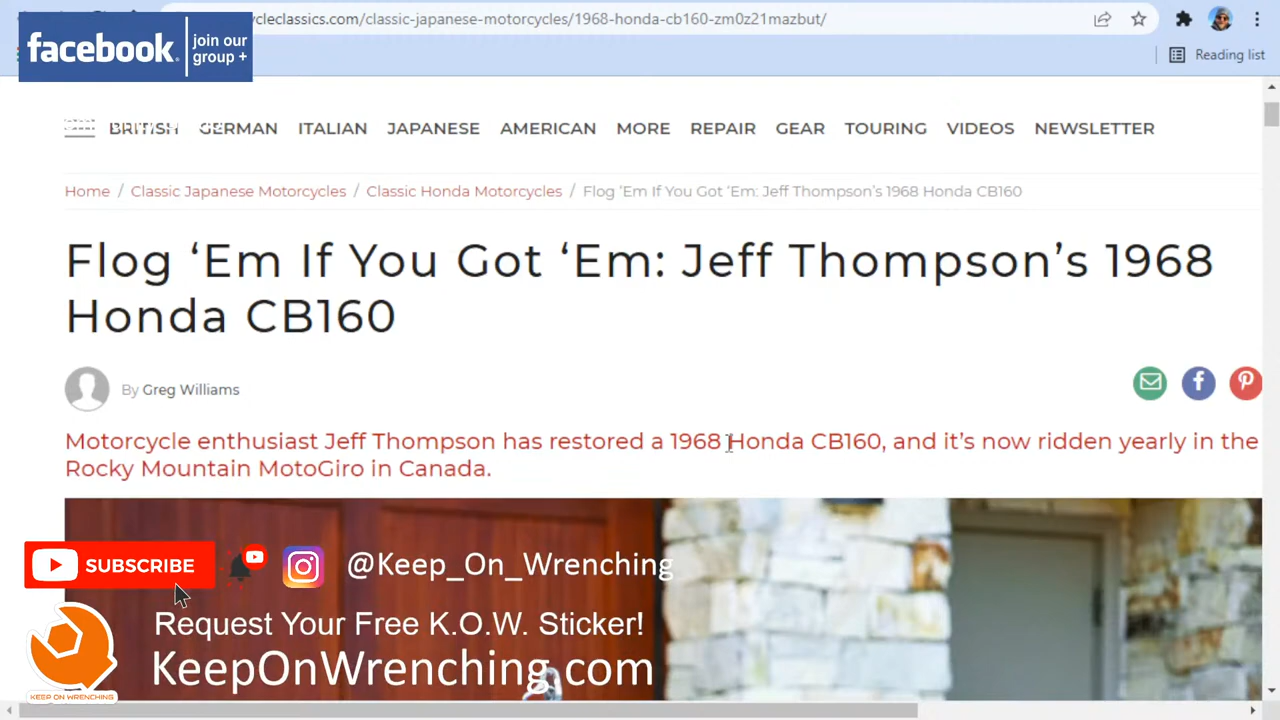 cycleclassics.com/classic-japanese-motorcycles/1968-honda-cb160-zm0z21mazbut/
facebook. join our group +
Reading list
BRITISH GERMAN ITALIAN JAPANESE AMERICAN MORE REPAIR GEAR TOURING VIDEOS NEWSLETTER
Home / Classic Japanese Motorcycles / Classic Honda Motorcycles / Flog ‘Em If You Got ‘Em: Jeff Thompson’s 1968 Honda CB160
Flog ‘Em If You Got ‘Em: Jeff Thompson’s 1968
Honda CB160
By Greg Williams
Motorcycle enthusiast Jeff Thompson has restored a 1968 Honda CB160, and it’s now ridden yearly in the
Rocky Mountain MotoGiro in Canada.
SUBSCRIBE @Keep_On_Wrenching
Request Your Free K.O.W. Sticker!
KeepOnWrenching.com
KEEP ON WRENCHING